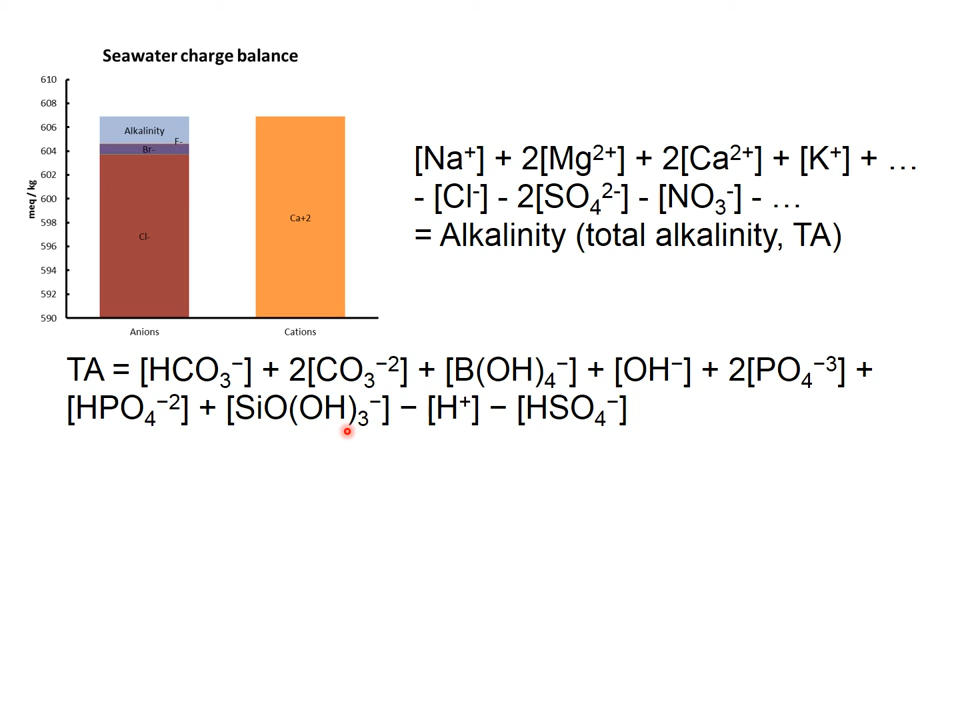 Seawater charge balance
610
608
606
604
602
600
598
596
594
592
590
meq / kg
Alkalinity
F-
Br-
Cl-
Ca+2
Anions
Cations
[Na⁺] + 2[Mg²⁺] + 2[Ca²⁺] + [K⁺] + …
- [Cl⁻] - 2[SO₄²⁻] - [NO₃⁻] - …
= Alkalinity (total alkalinity, TA)
TA = [HCO₃⁻] + 2[CO₃⁻²] + [B(OH)₄⁻] + [OH⁻] + 2[PO₄⁻³] +
[HPO₄⁻²] + [SiO(OH)₃⁻] − [H⁺] − [HSO₄⁻]